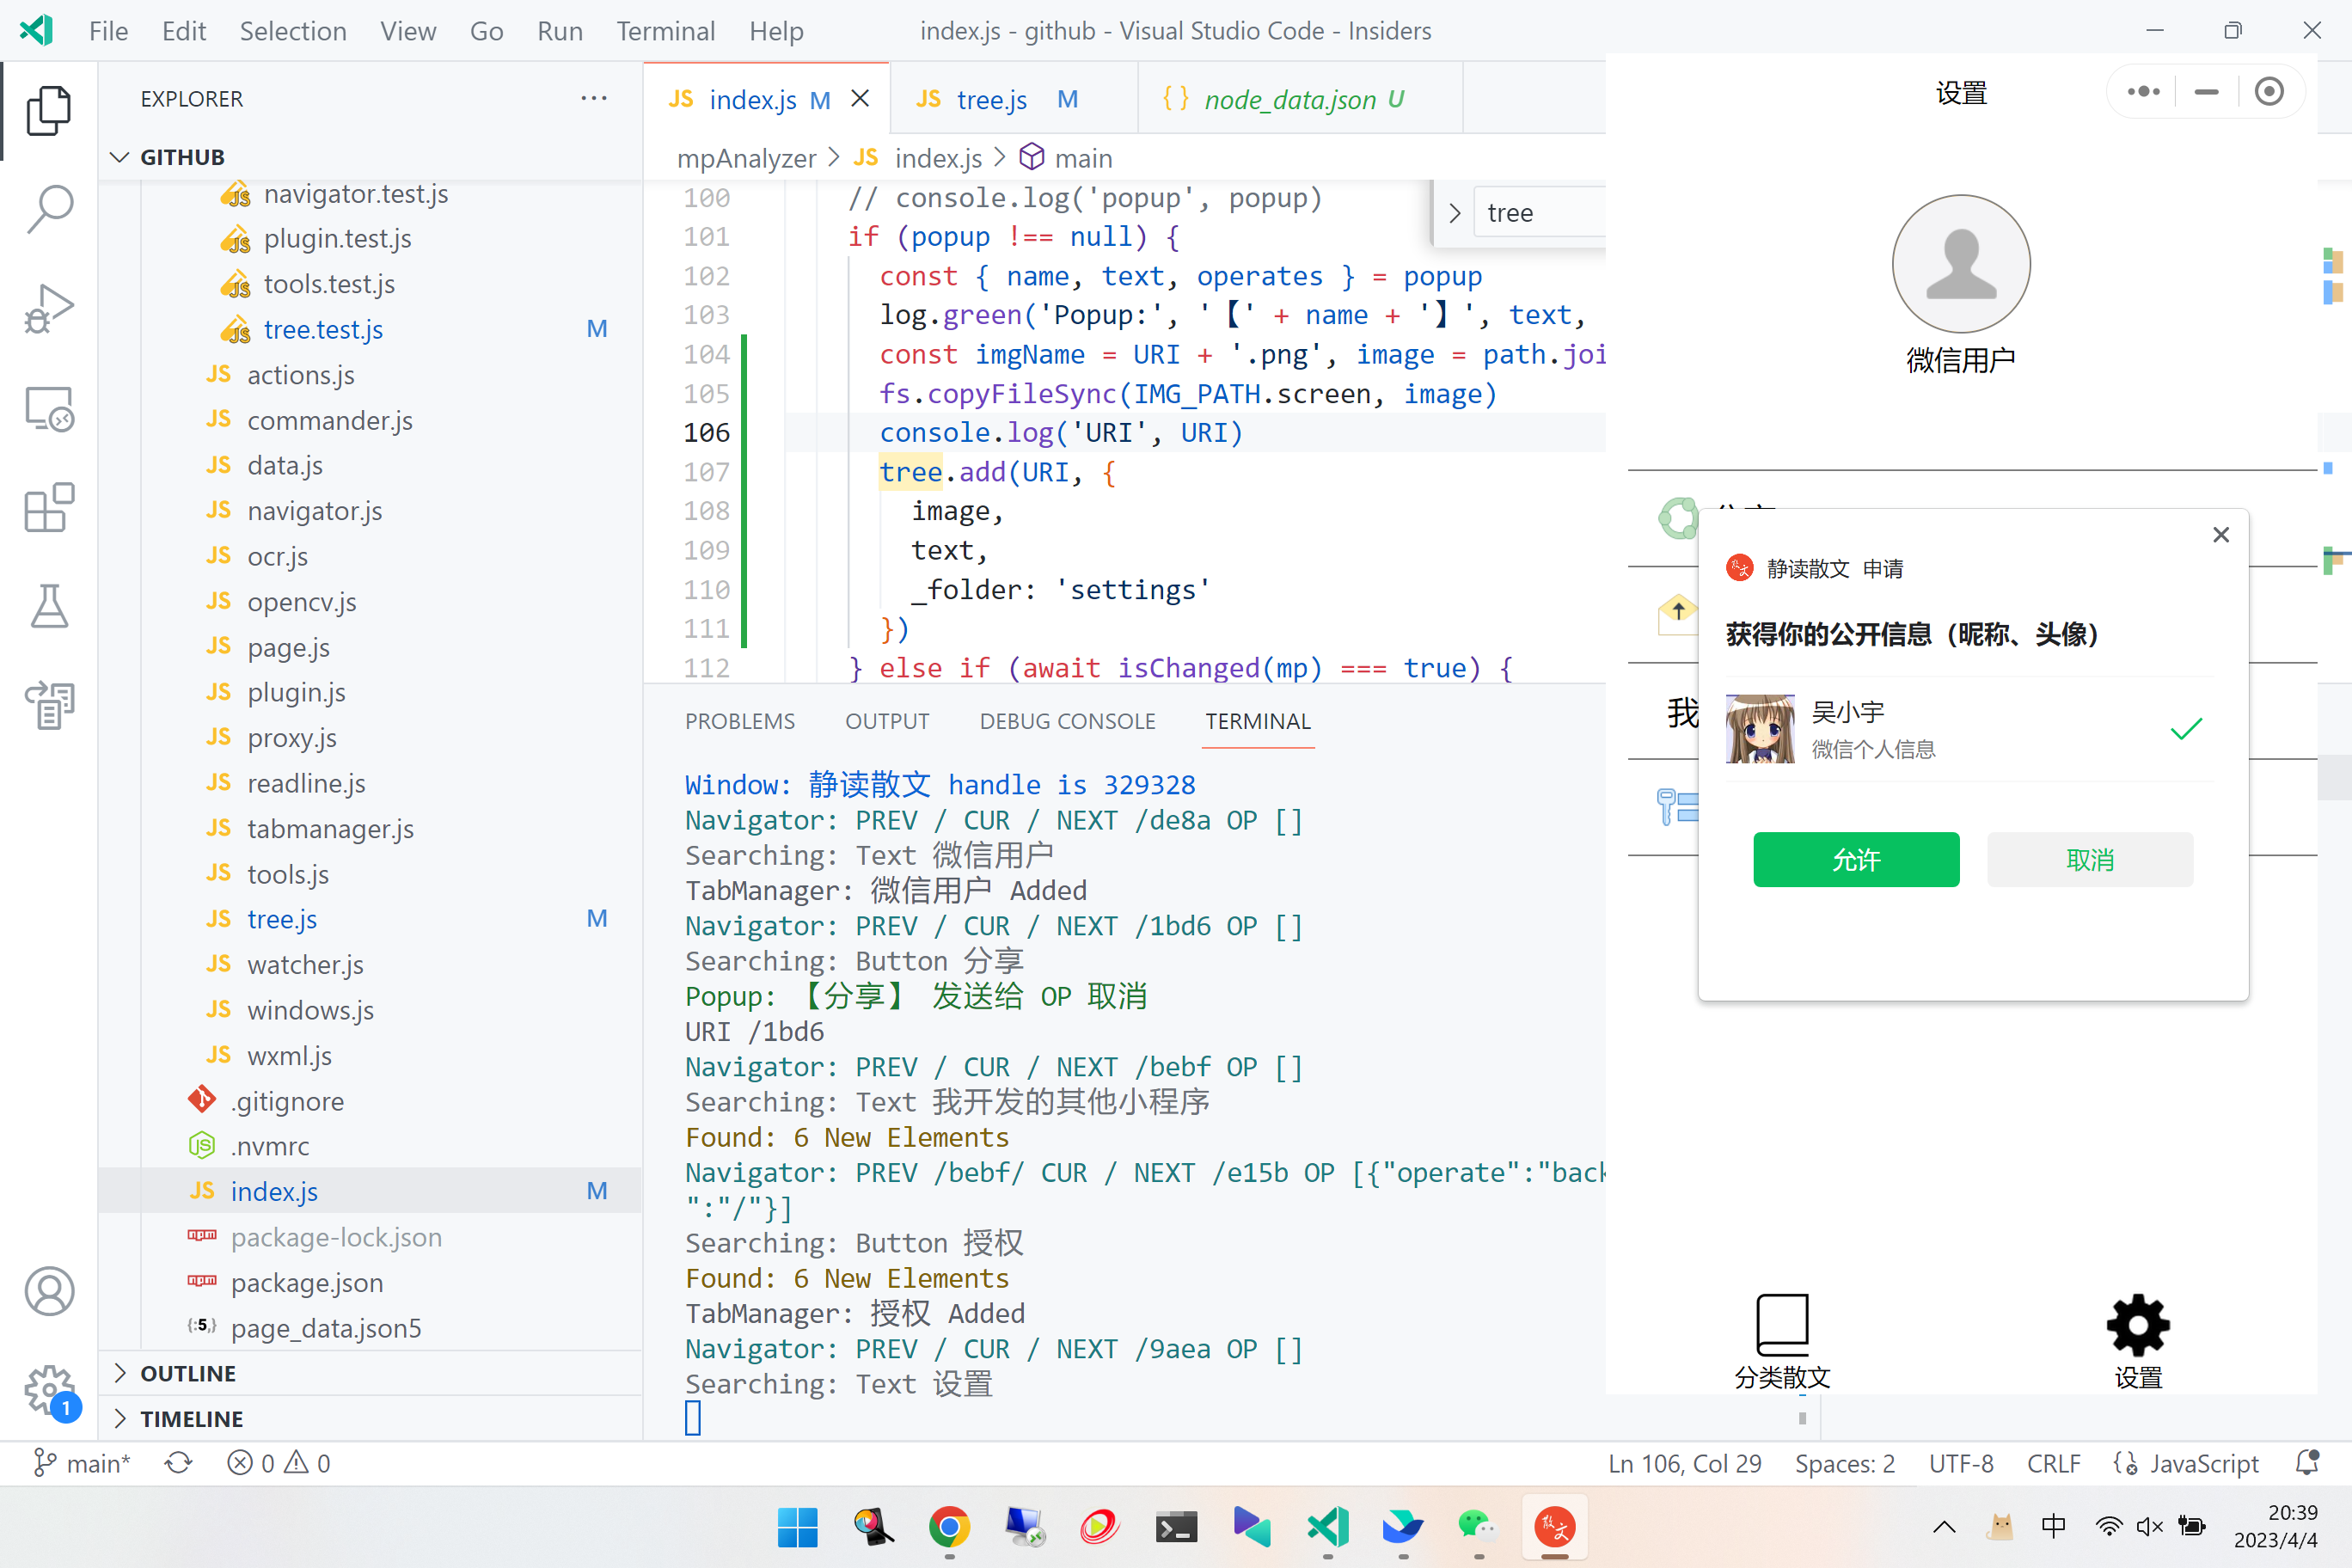 File Edit Selection View Go Run Terminal Help
index.js - github - Visual Studio Code - Insiders
EXPLORER
GITHUB
navigator.test.js
plugin.test.js
tools.test.js
tree.test.js M
actions.js
commander.js
data.js
navigator.js
ocr.js
opencv.js
page.js
plugin.js
proxy.js
readline.js
tabmanager.js
tools.js
tree.js M
watcher.js
windows.js
wxml.js
.gitignore
.nvmrc
index.js M
package-lock.json
package.json
page_data.json5
OUTLINE
TIMELINE
index.js M
tree.js M
node_data.json U
mpAnalyzer > index.js > main
tree
100 // console.log('popup', popup)
101 if (popup !== null) {
102 const { name, text, operates } = popup
103 log.green('Popup:', '【' + name + '】', text,
104 const imgName = URI + '.png', image = path.joi
105 fs.copyFileSync(IMG_PATH.screen, image)
106 console.log('URI', URI)
107 tree.add(URI, {
108 image,
109 text,
110 _folder: 'settings'
111 })
112 } else if (await isChanged(mp) === true) {
PROBLEMS OUTPUT DEBUG CONSOLE TERMINAL
Window: 静读散文 handle is 329328
Navigator: PREV / CUR / NEXT /de8a OP []
Searching: Text 微信用户
TabManager: 微信用户 Added
Navigator: PREV / CUR / NEXT /1bd6 OP []
Searching: Button 分享
Popup: 【分享】 发送给 OP 取消
URI /1bd6
Navigator: PREV / CUR / NEXT /bebf OP []
Searching: Text 我开发的其他小程序
Found: 6 New Elements
Navigator: PREV /bebf/ CUR / NEXT /e15b OP [{"operate":"back
":"/"}]
Searching: Button 授权
Found: 6 New Elements
TabManager: 授权 Added
Navigator: PREV / CUR / NEXT /9aea OP []
Searching: Text 设置
设置
微信用户
我
静读散文 申请
获得你的公开信息（昵称、头像）
吴小宇
微信个人信息
允许 取消
分类散文 设置
main* 0 0
Ln 106, Col 29 Spaces: 2 UTF-8 CRLF JavaScript
1
散文
中
20:39
2023/4/4